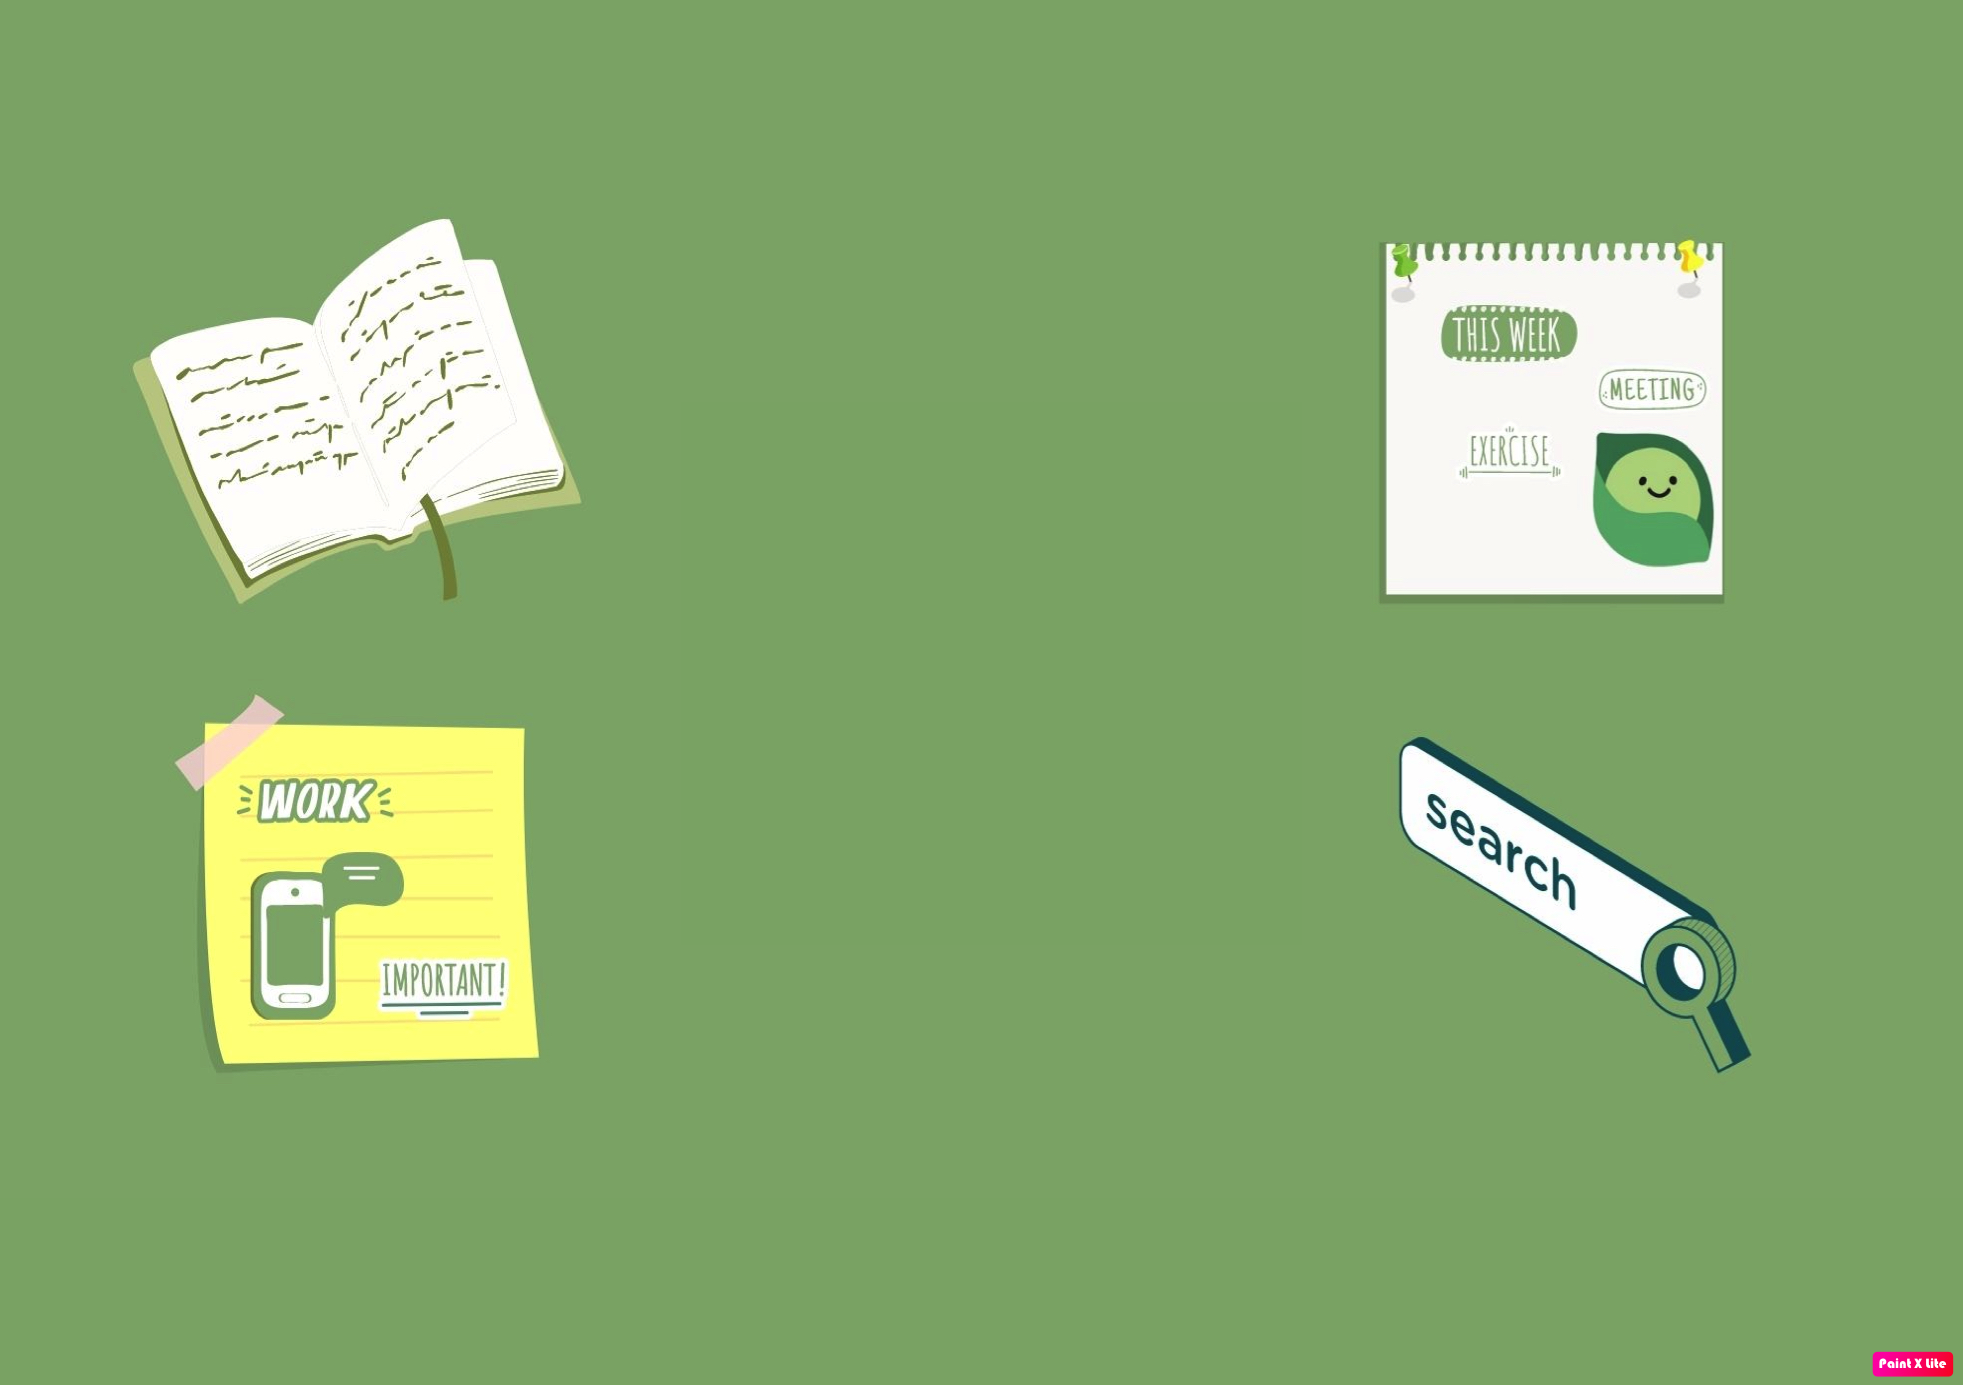 THIS WEEK
MEETING
EXERCISE
WORK
IMPORTANT!
search
Paint X Lite